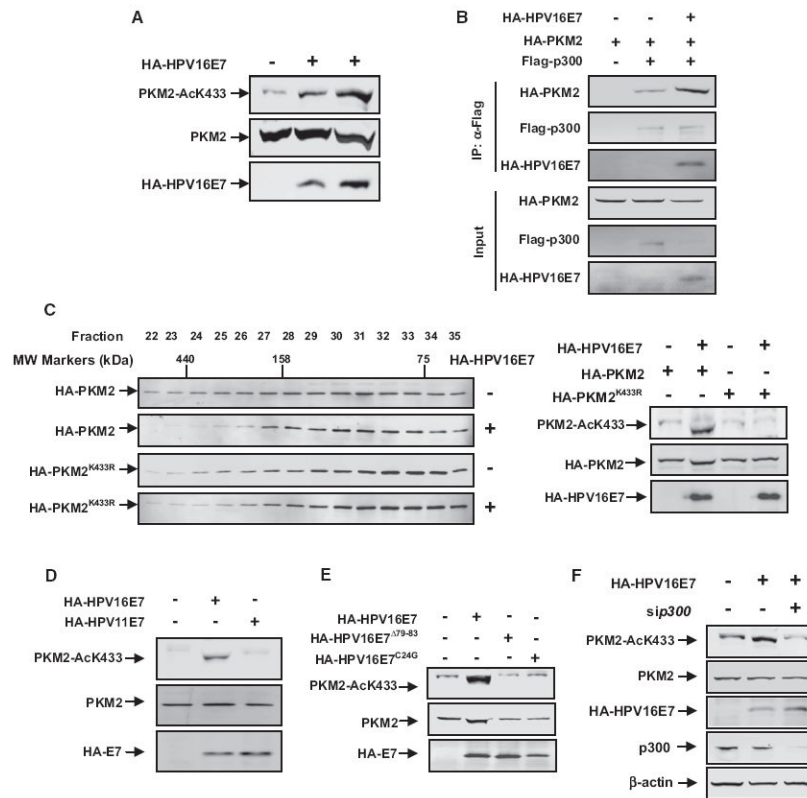 A
HA-HPV16E7 - + +
PKM2-AcK433
PKM2
HA-HPV16E7
B
HA-HPV16E7 - - +
HA-PKM2 + + +
Flag-p300 - + +
IP: α-Flag
HA-PKM2
Flag-p300
HA-HPV16E7
Input
HA-PKM2
Flag-p300
HA-HPV16E7
C
Fraction 22 23 24 25 26 27 28 29 30 31 32 33 34 35
MW Markers (kDa) 440 158 75 HA-HPV16E7
HA-PKM2 -
HA-PKM2 +
HA-PKM2K433R -
HA-PKM2K433R +
HA-HPV16E7 - + - +
HA-PKM2 + + - -
HA-PKM2K433R - - + +
PKM2-AcK433
HA-PKM2
HA-HPV16E7
D
HA-HPV16E7 - + -
HA-HPV11E7 - - +
PKM2-AcK433
PKM2
HA-E7
E
HA-HPV16E7 - + - -
HA-HPV16E7Δ79-83 - - + -
HA-HPV16E7C24G - - - +
PKM2-AcK433
PKM2
HA-E7
F
HA-HPV16E7 - + +
sip300 - - +
PKM2-AcK433
PKM2
HA-HPV16E7
p300
β-actin